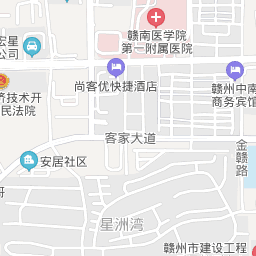 赣南医学院
第一附属医院
宏星
公司
尚客优快捷酒店
赣州中南
商务宾馆
济技术开
民法院
客家大道
金赣路
安居社区
哥
星洲湾
赣州市建设工程